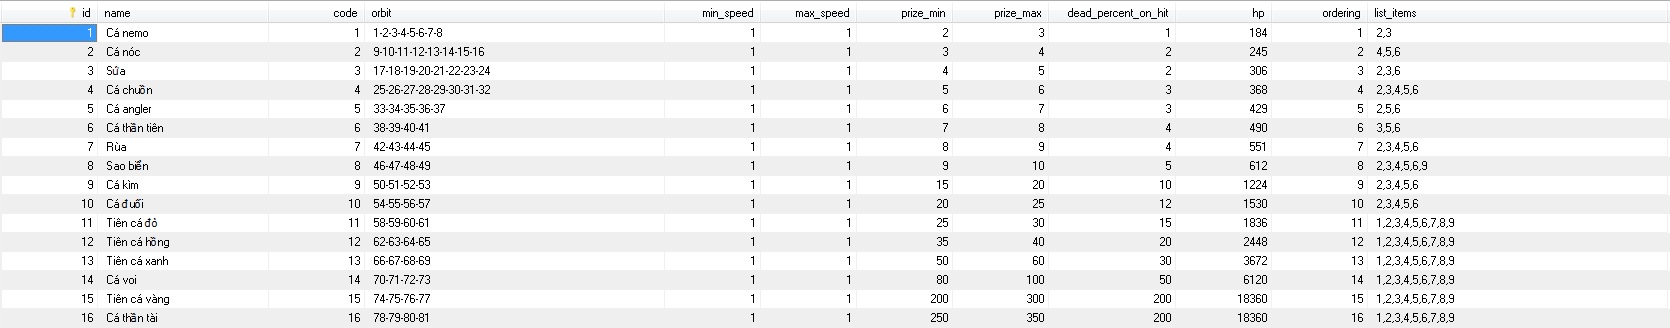 id name code orbit min_speed max_speed prize_min prize_max dead_percent_on_hit hp ordering list_items
1 Cá nemo 1 1-2-3-4-5-6-7-8 1 1 2 3 1 184 1 2,3
2 Cá nóc 2 9-10-11-12-13-14-15-16 1 1 3 4 2 245 2 4,5,6
3 Sứa 3 17-18-19-20-21-22-23-24 1 1 4 5 2 306 3 2,3,6
4 Cá chuồn 4 25-26-27-28-29-30-31-32 1 1 5 6 3 368 4 2,3,4,5,6
5 Cá angler 5 33-34-35-36-37 1 1 6 7 3 429 5 2,5,6
6 Cá thần tiên 6 38-39-40-41 1 1 7 8 4 490 6 3,5,6
7 Rùa 7 42-43-44-45 1 1 8 9 4 551 7 2,3,4,5,6
8 Sao biển 8 46-47-48-49 1 1 9 10 5 612 8 2,3,4,5,6,9
9 Cá kìm 9 50-51-52-53 1 1 15 20 10 1224 9 2,3,4,5,6
10 Cá đuối 10 54-55-56-57 1 1 20 25 12 1530 10 2,3,4,5,6
11 Tiên cá đỏ 11 58-59-60-61 1 1 25 30 15 1836 11 1,2,3,4,5,6,7,8,9
12 Tiên cá hồng 12 62-63-64-65 1 1 35 40 20 2448 12 1,2,3,4,5,6,7,8,9
13 Tiên cá xanh 13 66-67-68-69 1 1 50 60 30 3672 13 1,2,3,4,5,6,7,8,9
14 Cá voi 14 70-71-72-73 1 1 80 100 50 6120 14 1,2,3,4,5,6,7,8,9
15 Tiên cá vàng 15 74-75-76-77 1 1 200 300 200 18360 15 1,2,3,4,5,6,7,8,9
16 Cá thần tài 16 78-79-80-81 1 1 250 350 200 18360 16 1,2,3,4,5,6,7,8,9